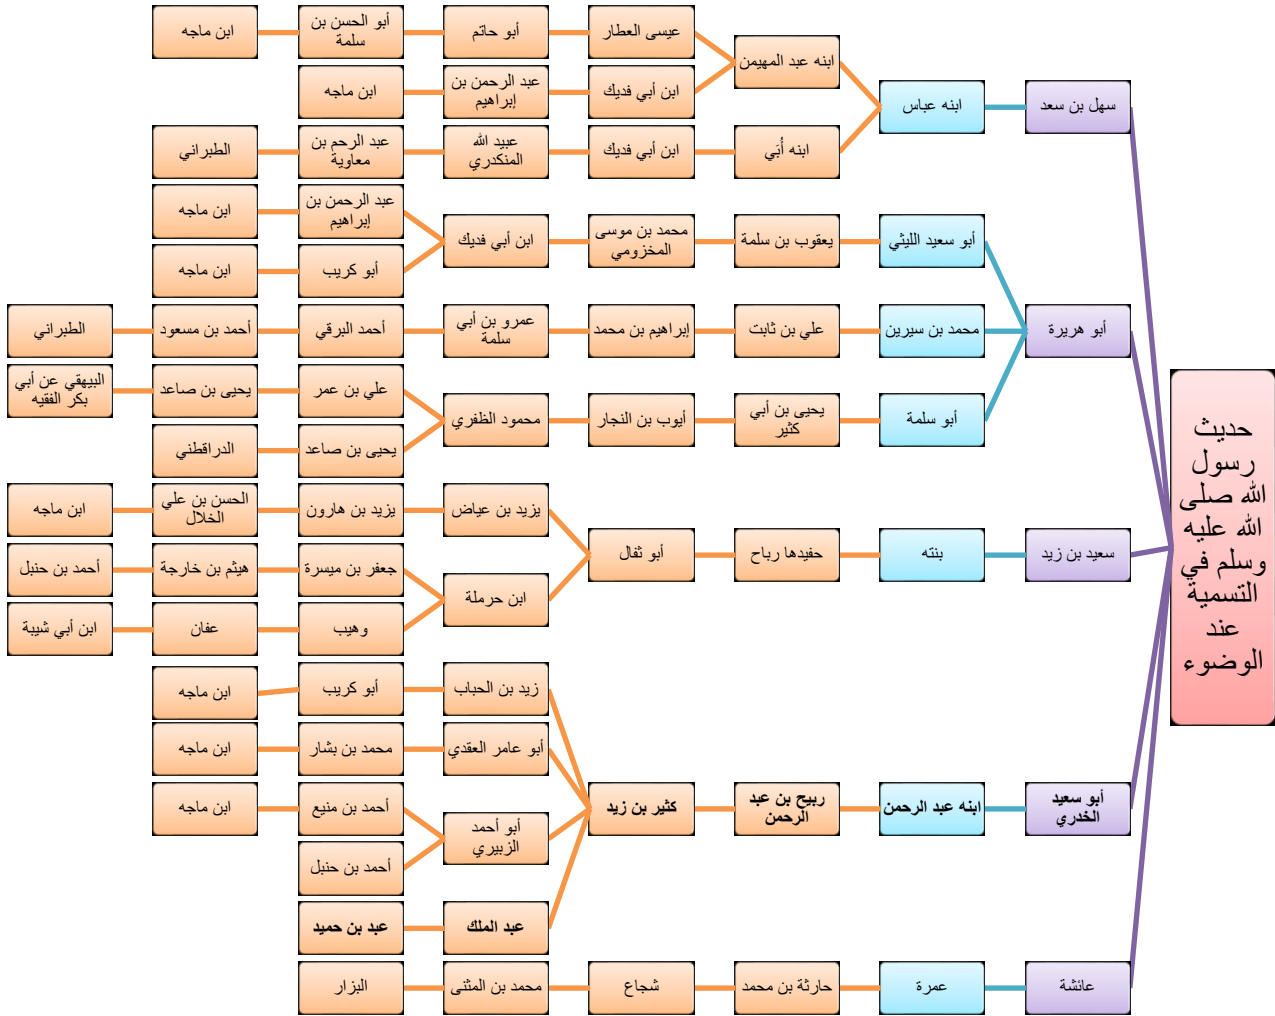 حديث
رسول
الله صلى
الله عليه
وسلم في
التسمية
عند
الوضوء
سهل بن سعد
ابنه عباس
ابنه عبد المهيمن
عيسى العطار
أبو حاتم
أبو الحسن بن
سلمة
ابن ماجه
ابن أبي فديك
عبد الرحمن بن
إبراهيم
ابن ماجه
ابنه أُبَي
ابن أبي فديك
عبيد الله
المنكدري
عبد الرحم بن
معاوية
الطبراني
أبو هريرة
أبو سعيد الليثي
يعقوب بن سلمة
محمد بن موسى
المخزومي
ابن أبي فديك
عبد الرحمن بن
إبراهيم
ابن ماجه
أبو كريب
ابن ماجه
محمد بن سيرين
علي بن ثابت
إبراهيم بن محمد
عمرو بن أبي
سلمة
أحمد البرقي
أحمد بن مسعود
الطبراني
أبو سلمة
يحيى بن أبي
كثير
أيوب بن النجار
محمود الظفري
علي بن عمر
يحيى بن صاعد
البيهقي عن أبي
بكر الفقيه
يحيى بن صاعد
الدراقطني
سعيد بن زيد
بنته
حفيدها رباح
أبو ثفال
يزيد بن عياض
يزيد بن هارون
الحسن بن علي
الخلال
ابن ماجه
ابن حرملة
جعفر بن ميسرة
هيثم بن خارجة
أحمد بن حنبل
وهيب
عفان
ابن أبي شيبة
أبو سعيد
الخدري
ابنه عبد الرحمن
ربيح بن عبد
الرحمن
كثير بن زيد
زيد بن الحباب
أبو كريب
ابن ماجه
أبو عامر العقدي
محمد بن بشار
ابن ماجه
أبو أحمد
الزبيري
أحمد بن منيع
ابن ماجه
أحمد بن حنبل
عبد الملك
عبد بن حميد
عائشة
عمرة
حارثة بن محمد
شجاع
محمد بن المثنى
البزار